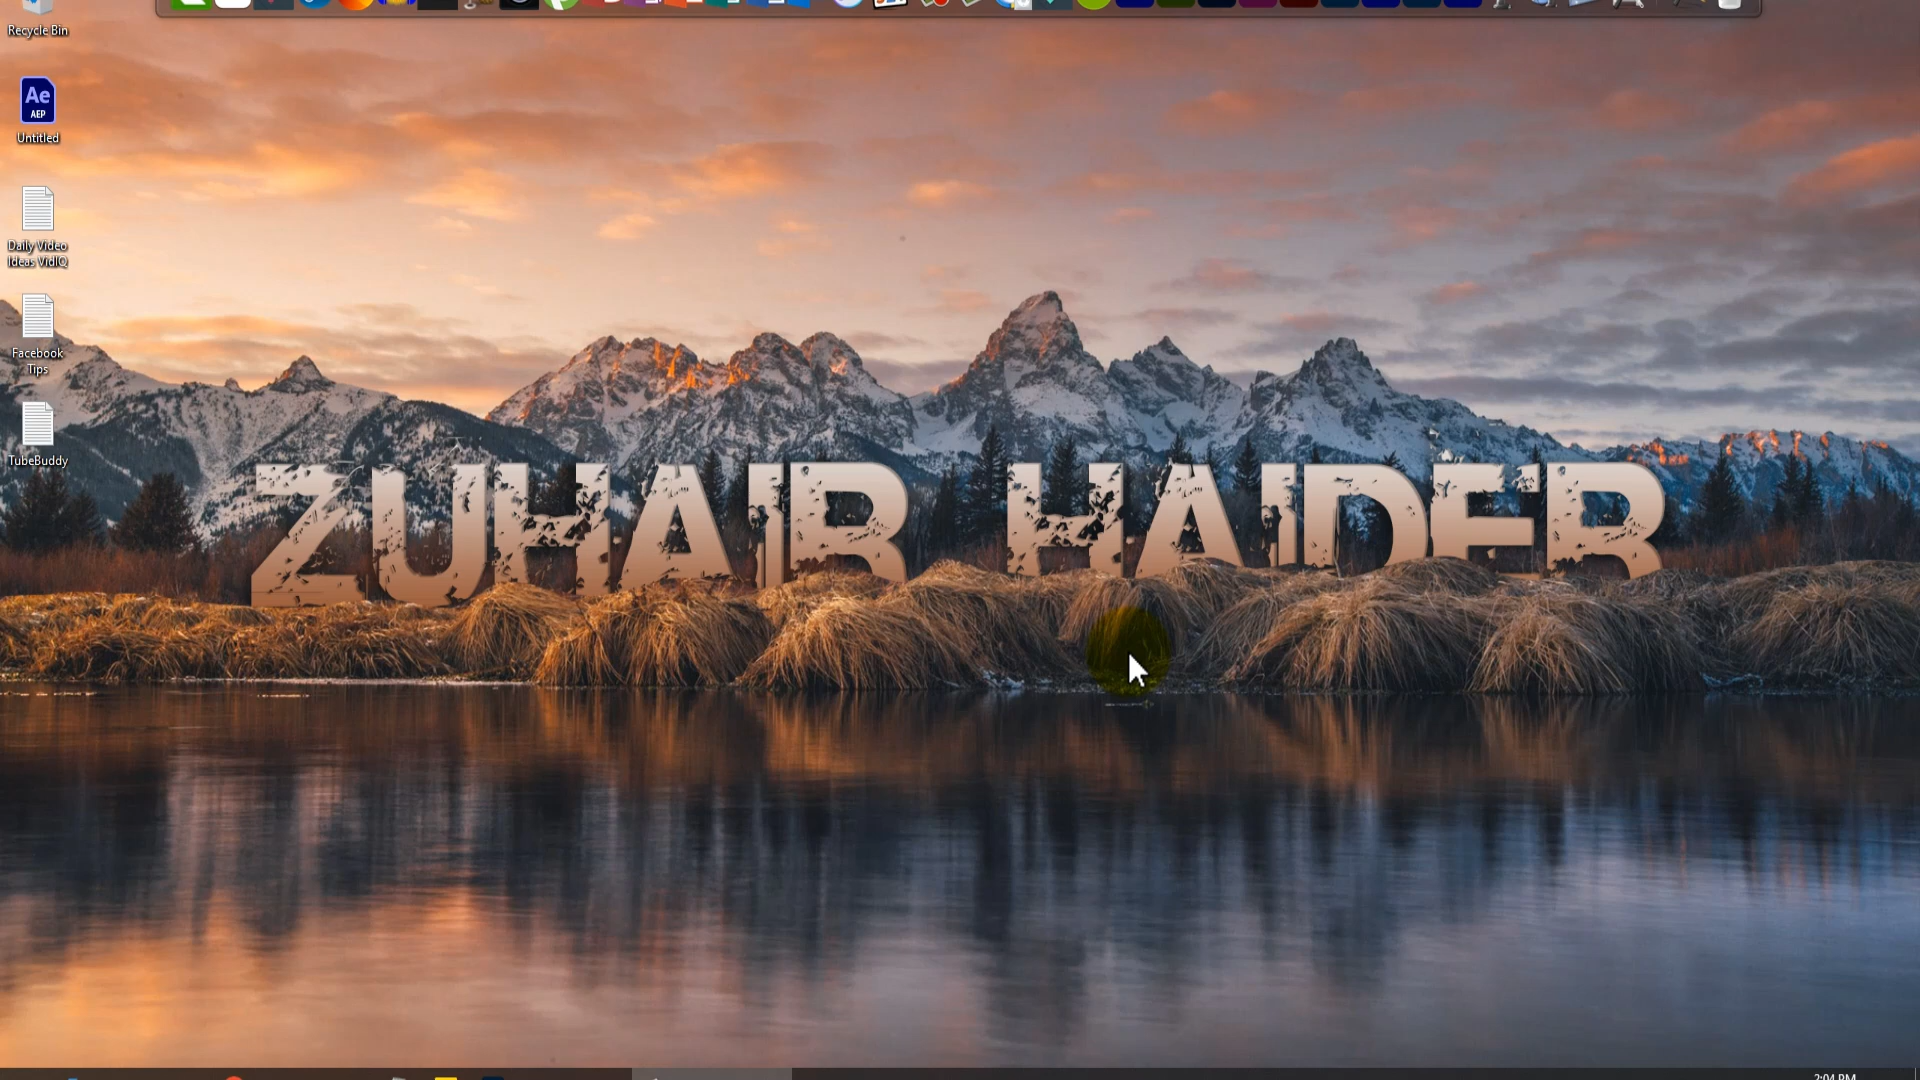 Recycle Bin
Ae
AEP
Untitled
Daily Video
Ideas VidIQ
Facebook
Tips
TubeBuddy
ZUHAIR HAIDER
2:04 PM